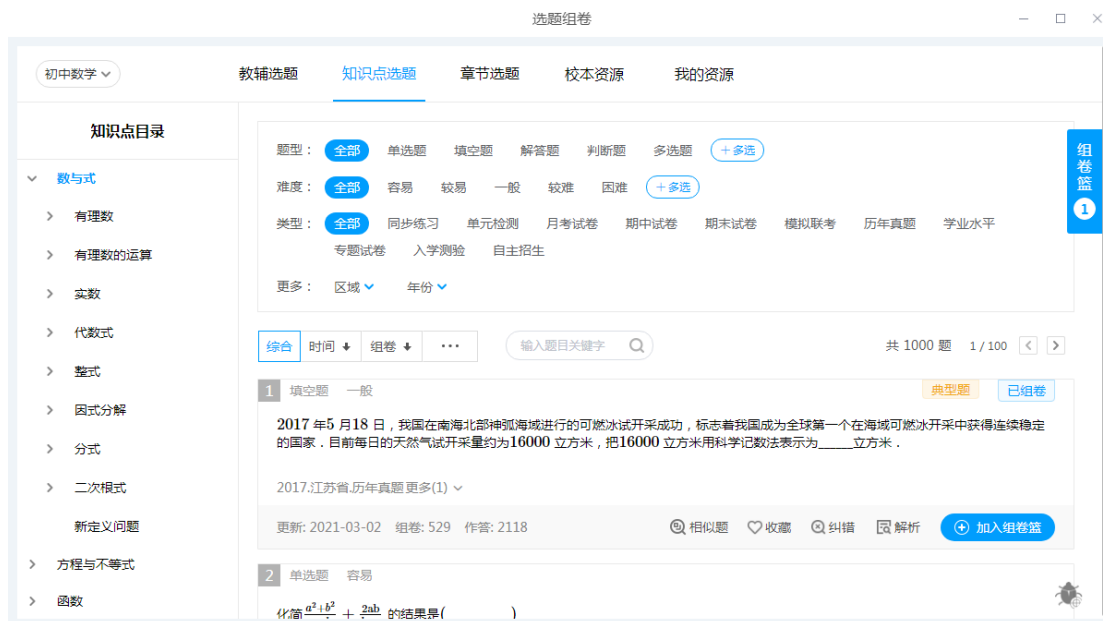 选题组卷
初中数学
教辅选题 知识点选题 章节选题 校本资源 我的资源
知识点目录
数与式
有理数
有理数的运算
实数
代数式
整式
因式分解
分式
二次根式
新定义问题
方程与不等式
函数
题型： 全部 单选题 填空题 解答题 判断题 多选题 +多选
难度： 全部 容易 较易 一般 较难 困难 +多选
类型： 全部 同步练习 单元检测 月考试卷 期中试卷 期末试卷 模拟联考 历年真题 学业水平
专题试卷 入学测验 自主招生
更多： 区域 年份
组卷篮 1
综合 时间 组卷 ··· 输入题目关键字 共 1000 题 1 / 100
1 填空题 一般 典型题 已组卷
2017 年5 月18 日，我国在南海北部神弧海域进行的可燃冰试开采成功，标志着我国成为全球第一个在海域可燃冰开采中获得连续稳定
的国家．目前每日的天然气试开采量约为16000 立方米，把16000 立方米用科学记数法表示为_____立方米．
2017.江苏省.历年真题 更多(1)
更新: 2021-03-02 组卷: 529 作答: 2118 相似题 收藏 纠错 解析 加入组卷篮
2 单选题 容易
化简 a²+b² + 2ab 的结果是( )